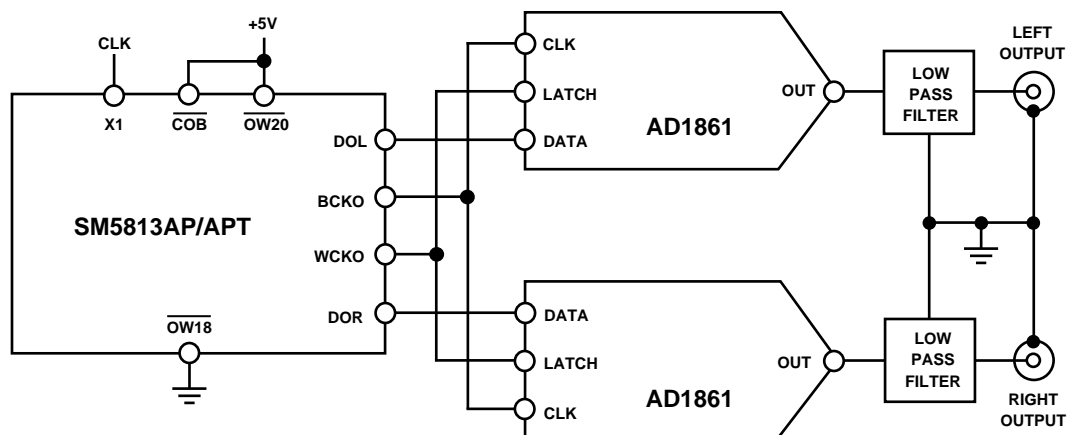 +5V
CLK
X1
COB
OW20
SM5813AP/APT
DOL
BCKO
WCKO
DOR
OW18
CLK
LATCH
DATA
AD1861
OUT
LOW
PASS
FILTER
LEFT
OUTPUT
DATA
LATCH
CLK
AD1861
OUT
LOW
PASS
FILTER
RIGHT
OUTPUT